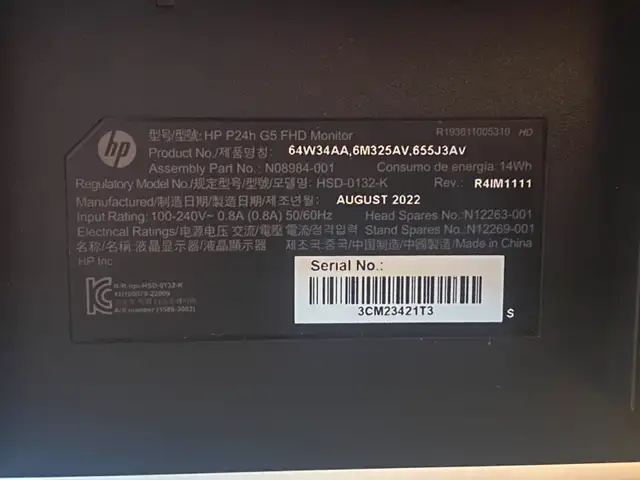 hp
型号/型號: HP P24h G5 FHD Monitor R193011005310 HD
Product No./제품명칭: 64W34AA,6M325AV,655J3AV
Assembly Part No.: N08984-001 Consumo de energía: 14Wh
Regulatory Model No./规定型号/型號/모델명: HSD-0132-K Rev.: R4IM1111
Manufactured/制造日期/製造日期/제조년월: AUGUST 2022
Input Rating: 100-240V~ 0.8A (0.8A) 50/60Hz Head Spares No.:N12263-001
Electrical Ratings/电源电压 交流/電壓 電流/정격입력 Stand Spares No.:N12269-001
名称/名稱:液晶显示器/液晶顯示器 제조국:중국/中国制造/中國製造/Made in China
HP Inc
Serial No.:
3CM23421T3
S